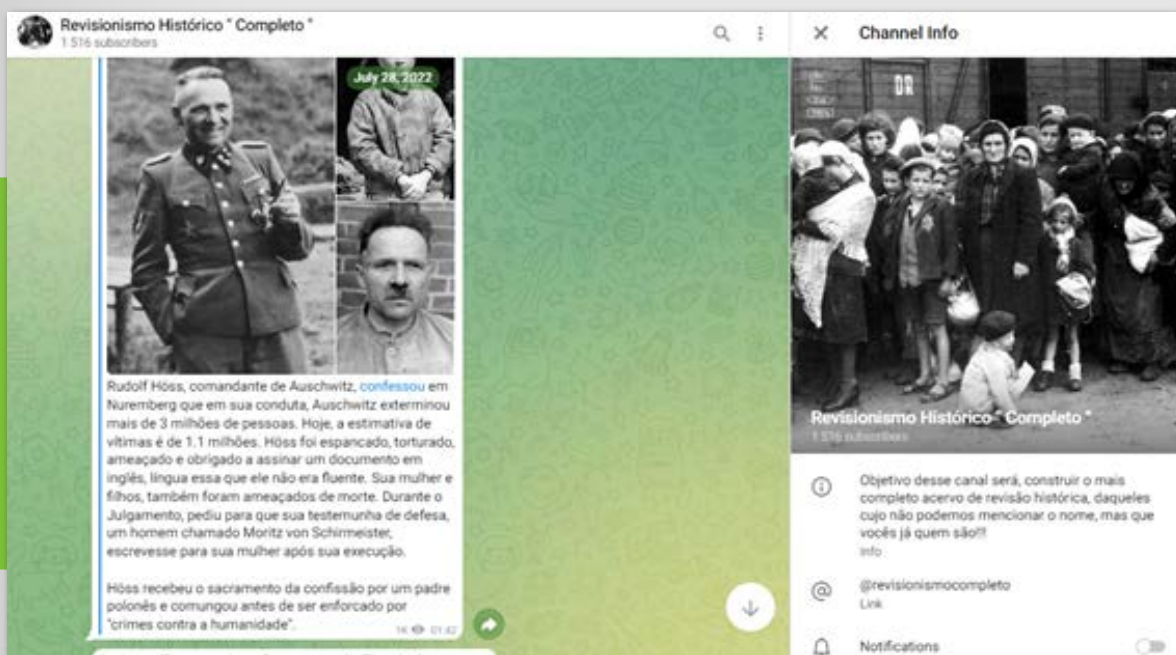 Revisionismo Histórico " Completo "
1 516 subscribers
July 28, 2022
Rudolf Höss, comandante de Auschwitz, confessou em
Nuremberg que em sua conduta, Auschwitz exterminou
mais de 3 milhões de pessoas. Hoje, a estimativa de
vítimas é de 1.1 milhões. Höss foi espancado, torturado,
ameaçado e obrigado a assinar um documento em
inglês, língua essa que ele não era fluente. Sua mulher e
filhos, também foram ameaçados de morte. Durante o
Julgamento, pediu para que sua testemunha de defesa,
um homem chamado Moritz von Schirmeister,
escrevesse para sua mulher após sua execução.
Höss recebeu o sacramento da confissão por um padre
polonês e comungou antes de ser enforcado por
"crimes contra a humanidade".
1K 01:42
Channel Info
DR
Revisionismo Histórico " Completo "
1 516 subscribers
Objetivo desse canal será, construir o mais
completo acervo de revisão histórica, daqueles
cujo não podemos mencionar o nome, mas que
vocês já quem são!!!
Info
@revisionismocompleto
Link
Notifications